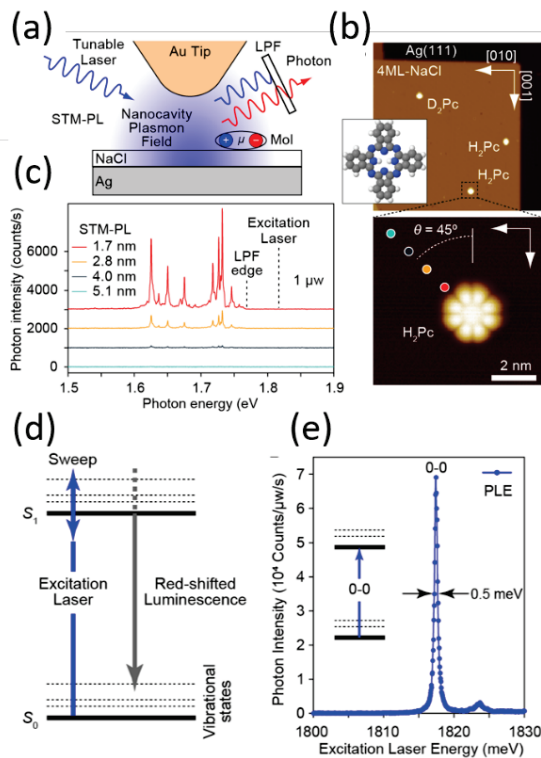 (a)
Tunable
Laser
Au Tip
LPF
Photon
STM-PL
Nanocavity
Plasmon
Field
+ μ − Mol
NaCl
Ag
(b)
Ag(111)
4ML-NaCl
[010]
[001]
D₂Pc
H₂Pc
H₂Pc
θ = 45º
H₂Pc
2 nm
(c)
STM-PL
1.7 nm
2.8 nm
4.0 nm
5.1 nm
Excitation
Laser
LPF
edge
1 μw
Photon intensity (counts/s)
6000
4000
2000
0
1.5 1.6 1.7 1.8 1.9
Photon energy (eV)
(d)
Sweep
S₁
Excitation
Laser
Red-shifted
Luminescence
Vibrational
states
S₀
(e)
0-0
PLE
0-0
0.5 meV
Photon Intensity (10⁴ Counts/μw/s)
7
6
5
4
3
2
1
0
1800 1810 1820 1830
Excitation Laser Energy (meV)